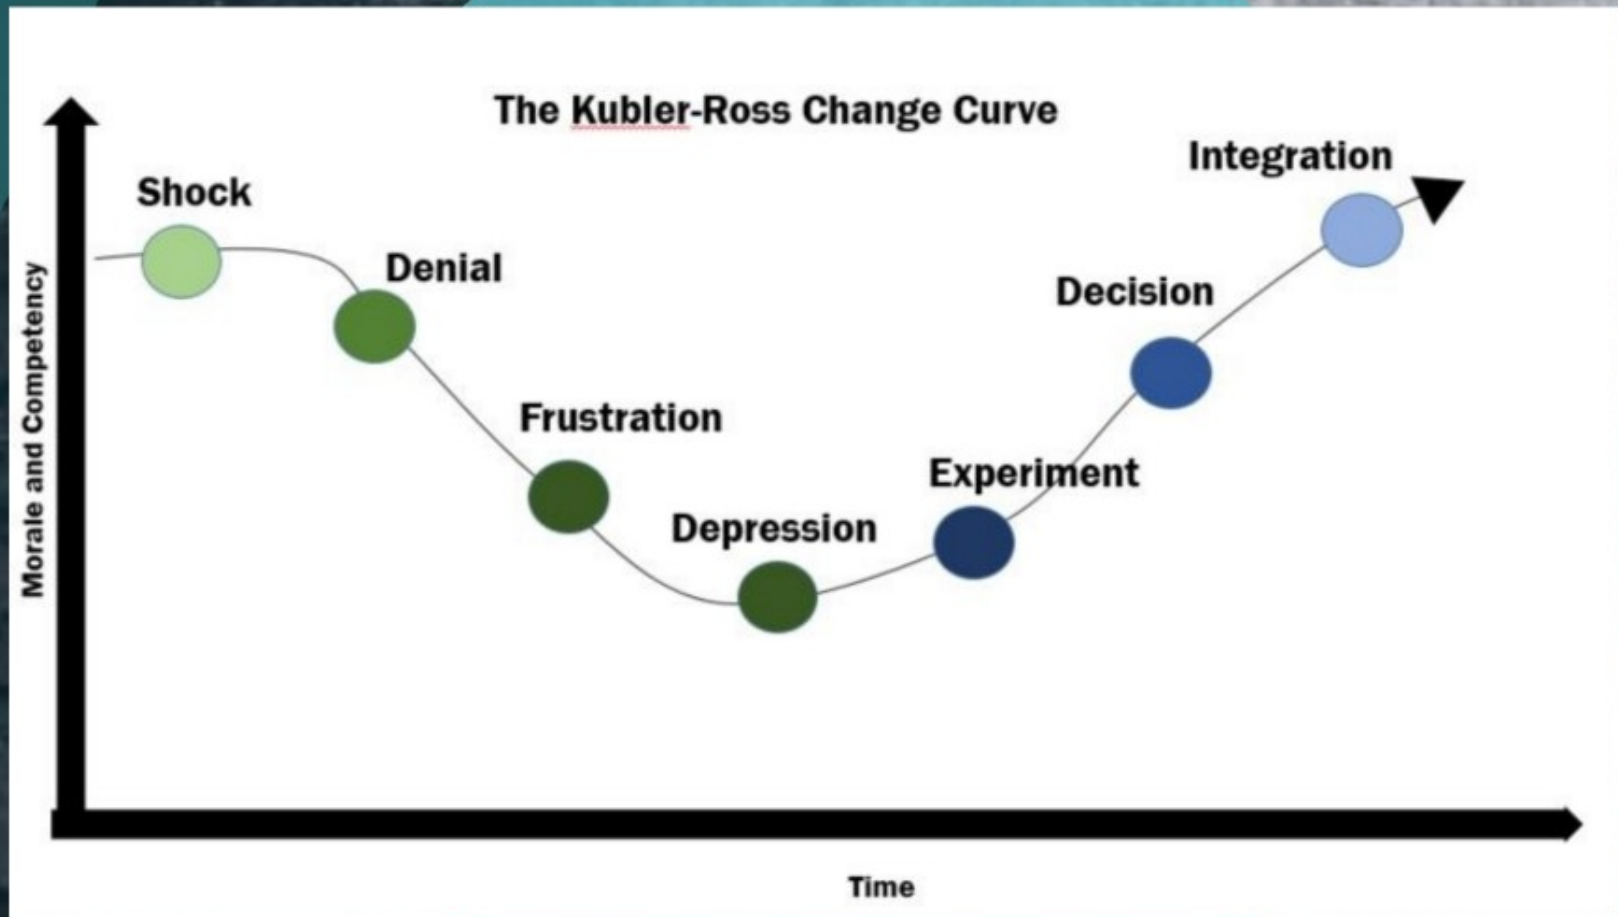 The Kubler-Ross Change Curve
Integration
Shock
Denial
Decision
Frustration
Experiment
Depression
Morale and Competency
Time